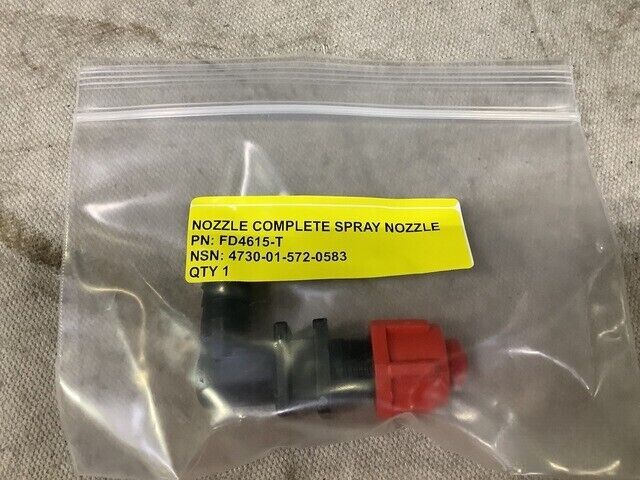 NOZZLE COMPLETE SPRAY NOZZLE
PN: FD4615-T
NSN: 4730-01-572-0583
QTY 1